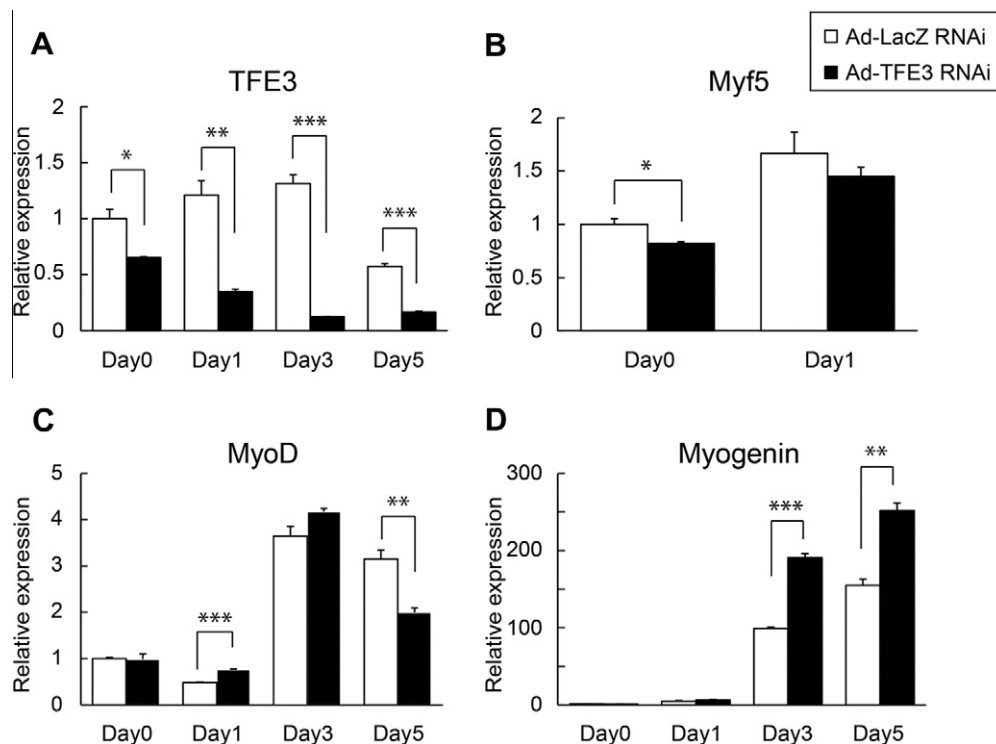 Ad-LacZ RNAi
Ad-TFE3 RNAi
A
TFE3
Relative expression
2
1.5
1
0.5
0
*
**
***
***
Day0 Day1 Day3 Day5
B
Myf5
Relative expression
2
1.5
1
0.5
0
*
Day0 Day1
C
MyoD
Relative expression
5
4
3
2
1
0
***
**
Day0 Day1 Day3 Day5
D
Myogenin
Relative expression
300
200
100
0
***
**
Day0 Day1 Day3 Day5